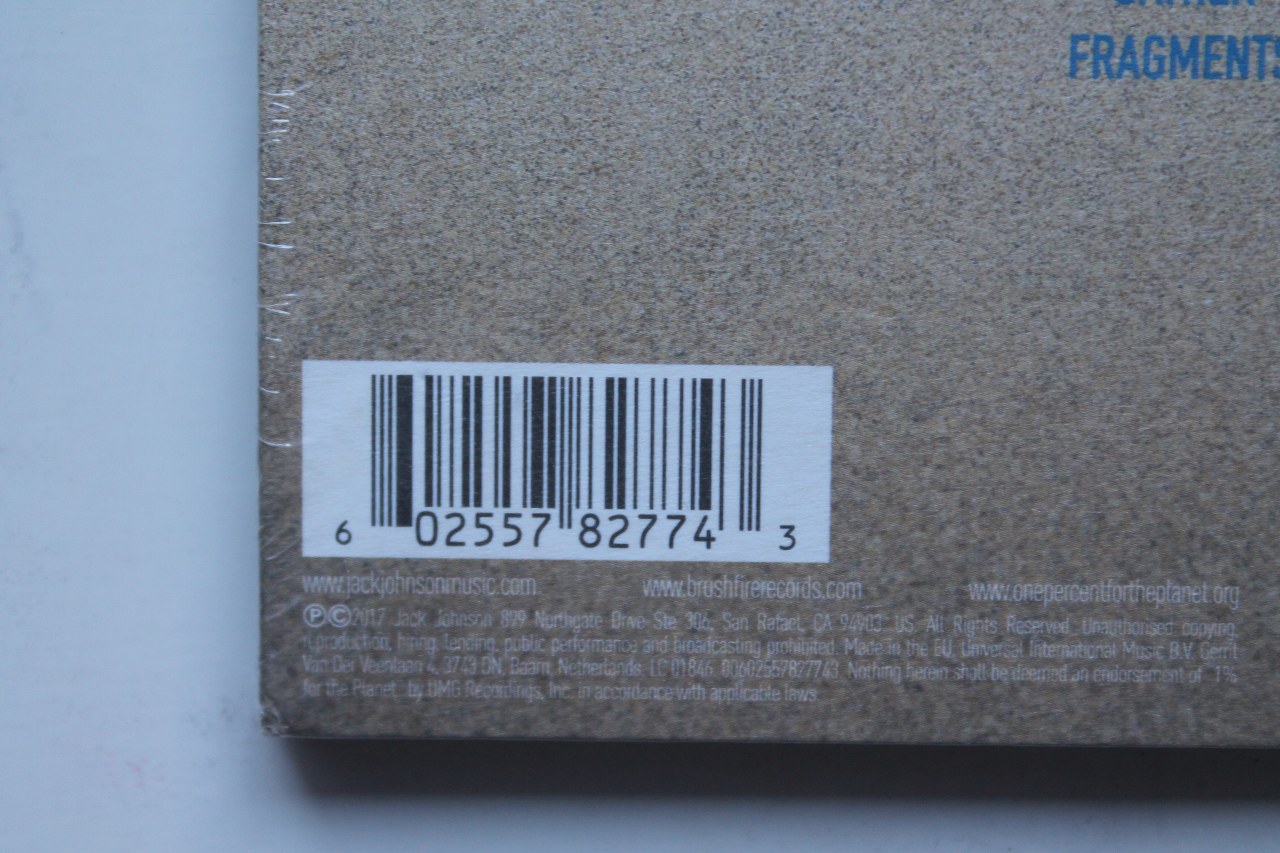 FRAGMENTS
6 02557 82774 3
www.jackjohnsonmusic.com www.brushfirerecords.com www.onepercentfortheplanet.org
℗©2017 Jack Johnson 899 Northgate Drive Ste 306, San Rafael, CA 94903 US. All Rights Reserved. Unauthorised copying,
reproduction, hiring, lending, public performance and broadcasting prohibited. Made in the EU. Universal International Music B.V. Gerrit
Van Der Veenlaan 4, 3743 DN, Baarn, Netherlands. LC 01846. 00602557827743 Nothing herein shall be deemed an endorsement of 1%
for the Planet, by UMG Recordings, Inc. in accordance with applicable laws.